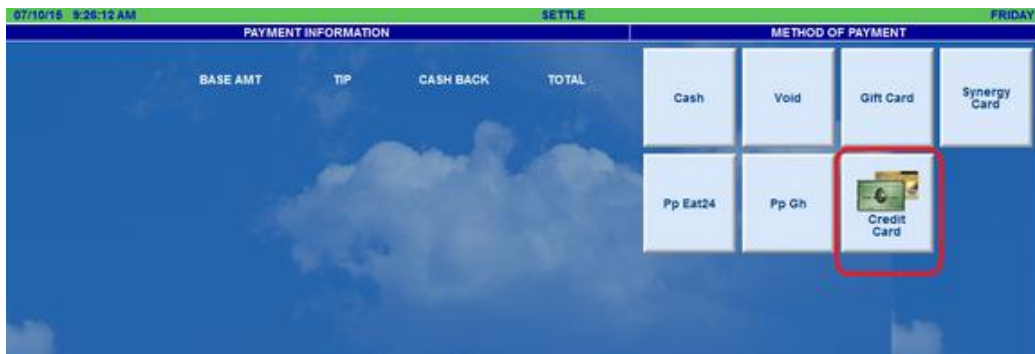 07/10/15 9:26:12 AM SETTLE FRIDAY
PAYMENT INFORMATION METHOD OF PAYMENT
BASE AMT TIP CASH BACK TOTAL
Cash Void Gift Card Synergy Card
Pp Eat24 Pp Gh Credit Card